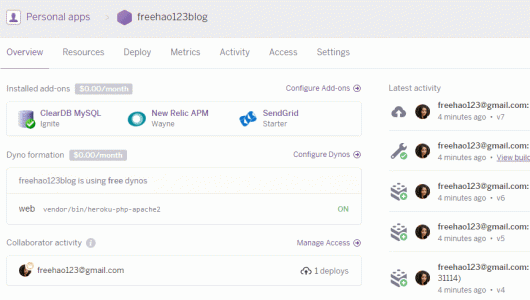 Personal apps > freehao123blog
Overview Resources Deploy Metrics Activity Access Settings
Installed add-ons $0.00/month Configure Add-ons
ClearDB MySQL
Ignite
New Relic APM
Wayne
SendGrid
Starter
Dyno formation $0.00/month Configure Dynos
freehao123blog is using free dynos
web vendor/bin/heroku-php-apache2 ON
Collaborator activity i Manage Access
freehao123@gmail.com 1 deploys
Latest activity
freehao123@gmail.com:
4 minutes ago • v7
freehao123@gmail.com:
4 minutes ago • View build
freehao123@gmail.com:
4 minutes ago • v6
freehao123@gmail.com:
4 minutes ago • v5
freehao123@gmail.com:
31114)
4 minutes ago • v4